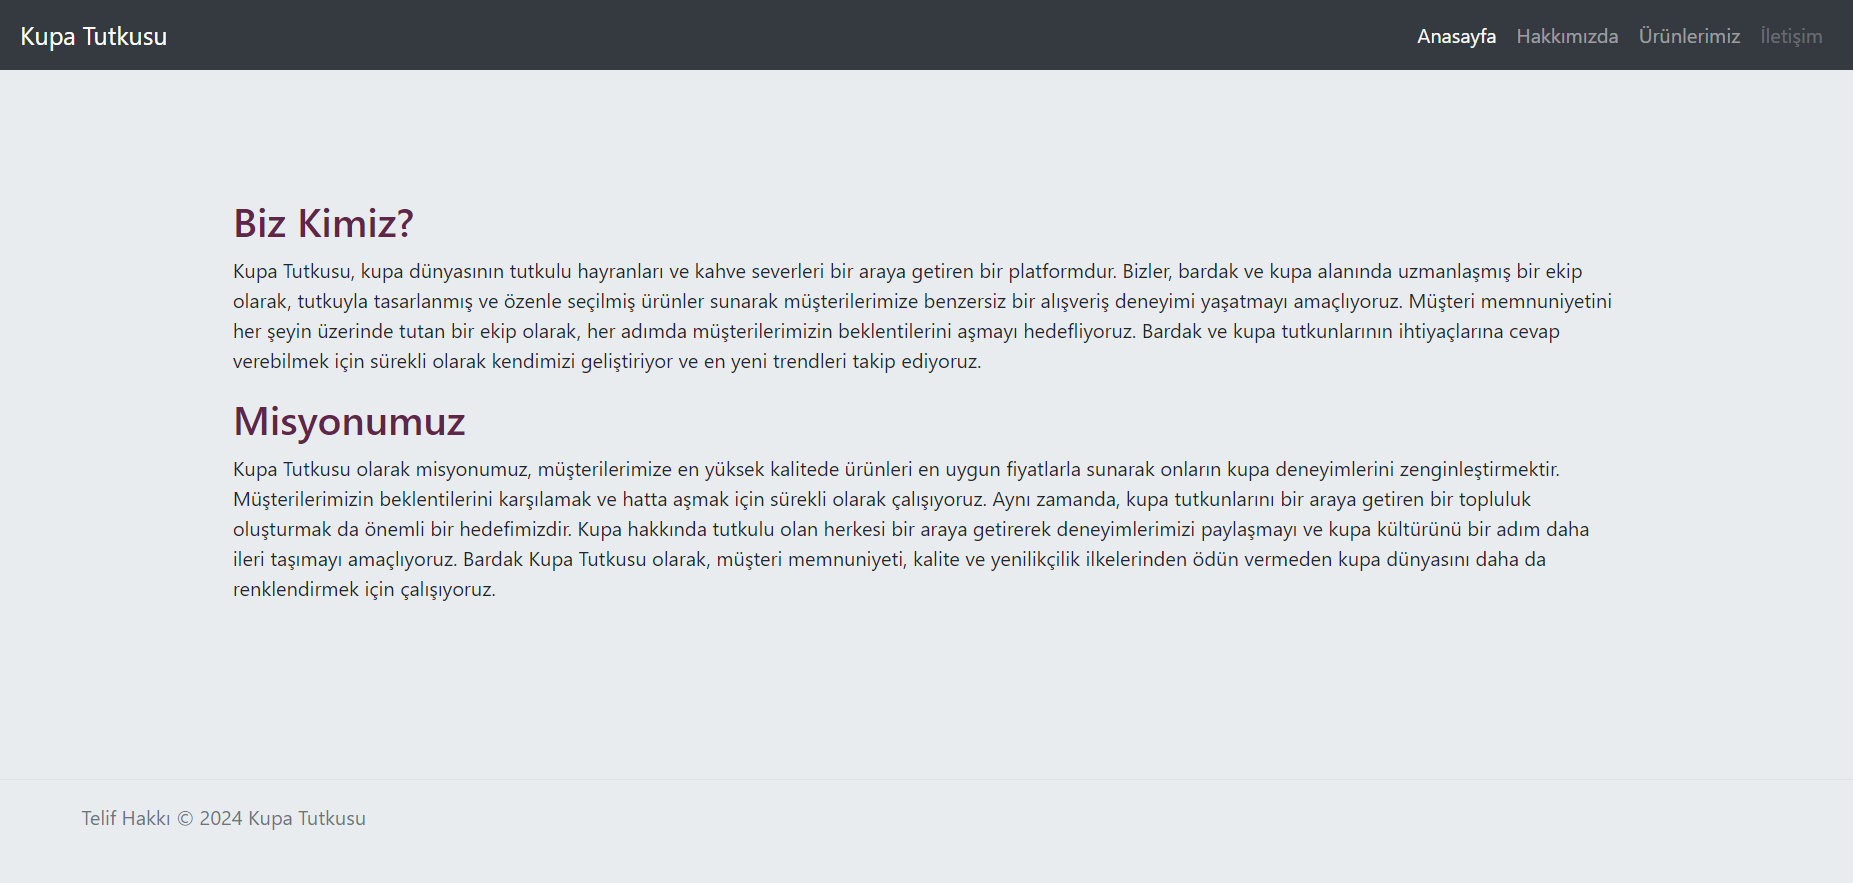 Kupa Tutkusu
Anasayfa Hakkımızda Ürünlerimiz İletişim
Biz Kimiz?
Kupa Tutkusu, kupa dünyasının tutkulu hayranları ve kahve severleri bir araya getiren bir platformdur. Bizler, bardak ve kupa alanında uzmanlaşmış bir ekip
olarak, tutkuyla tasarlanmış ve özenle seçilmiş ürünler sunarak müşterilerimize benzersiz bir alışveriş deneyimi yaşatmayı amaçlıyoruz. Müşteri memnuniyetini
her şeyin üzerinde tutan bir ekip olarak, her adımda müşterilerimizin beklentilerini aşmayı hedefliyoruz. Bardak ve kupa tutkunlarının ihtiyaçlarına cevap
verebilmek için sürekli olarak kendimizi geliştiriyor ve en yeni trendleri takip ediyoruz.
Misyonumuz
Kupa Tutkusu olarak misyonumuz, müşterilerimize en yüksek kalitede ürünleri en uygun fiyatlarla sunarak onların kupa deneyimlerini zenginleştirmektir.
Müşterilerimizin beklentilerini karşılamak ve hatta aşmak için sürekli olarak çalışıyoruz. Aynı zamanda, kupa tutkunlarını bir araya getiren bir topluluk
oluşturmak da önemli bir hedefimizdir. Kupa hakkında tutkulu olan herkesi bir araya getirerek deneyimlerimizi paylaşmayı ve kupa kültürünü bir adım daha
ileri taşımayı amaçlıyoruz. Bardak Kupa Tutkusu olarak, müşteri memnuniyeti, kalite ve yenilikçilik ilkelerinden ödün vermeden kupa dünyasını daha da
renklendirmek için çalışıyoruz.
Telif Hakkı © 2024 Kupa Tutkusu